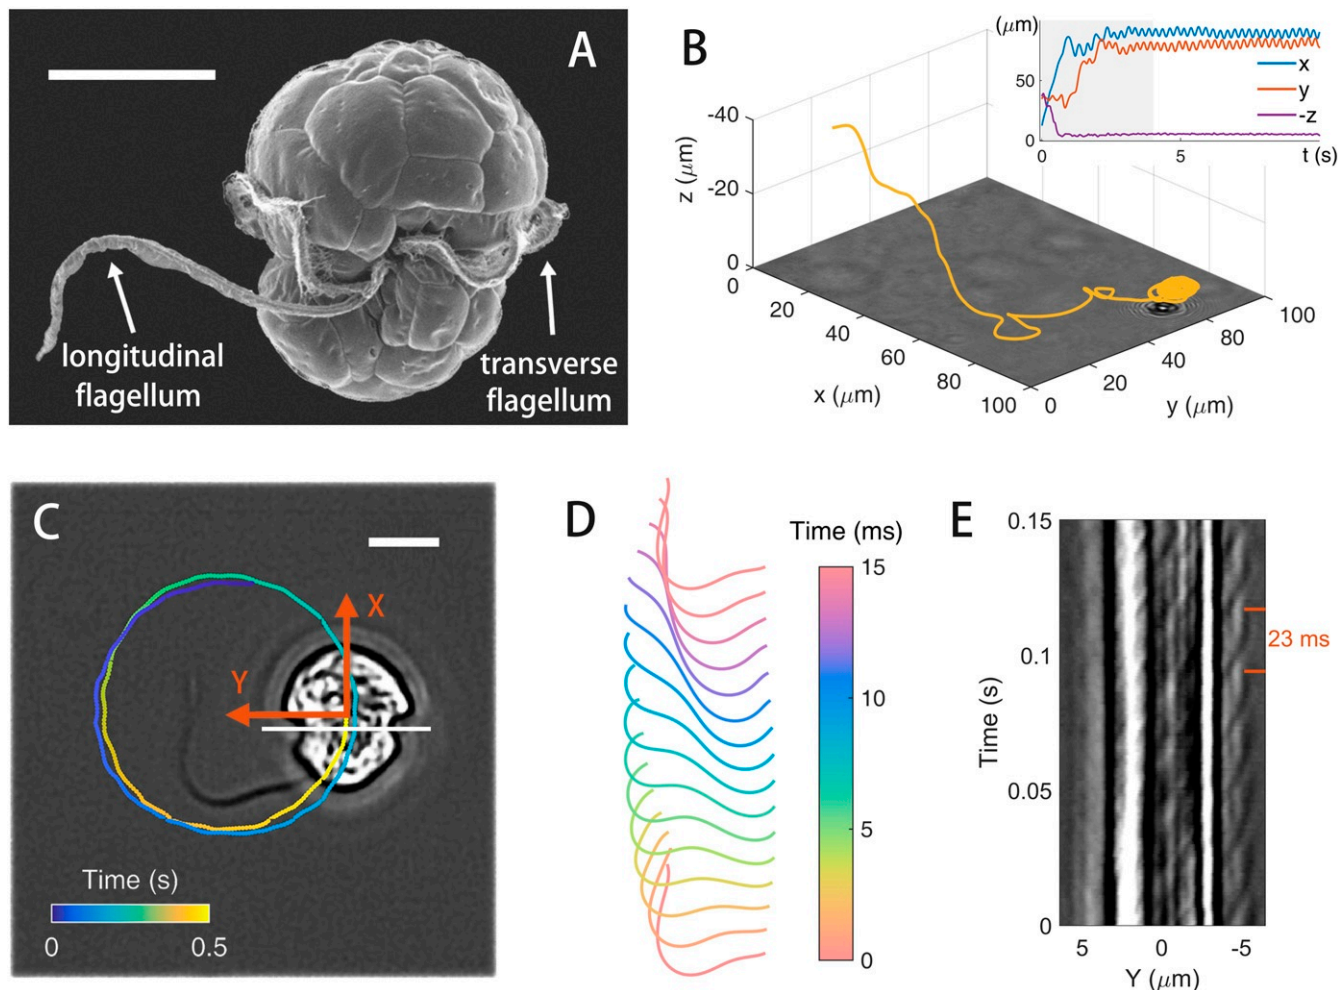 A
longitudinal
flagellum
transverse
flagellum
B
(μm)
50
0
0
5
t (s)
x
y
-z
z (μm)
-40
-20
0
0
20
40
60
80
100
x (μm)
0
20
40
60
80
100
y (μm)
C
X
Y
Time (s)
0
0.5
D
Time (ms)
15
10
5
0
E
0.15
0.1
0.05
0
Time (s)
23 ms
5
0
-5
Y (μm)